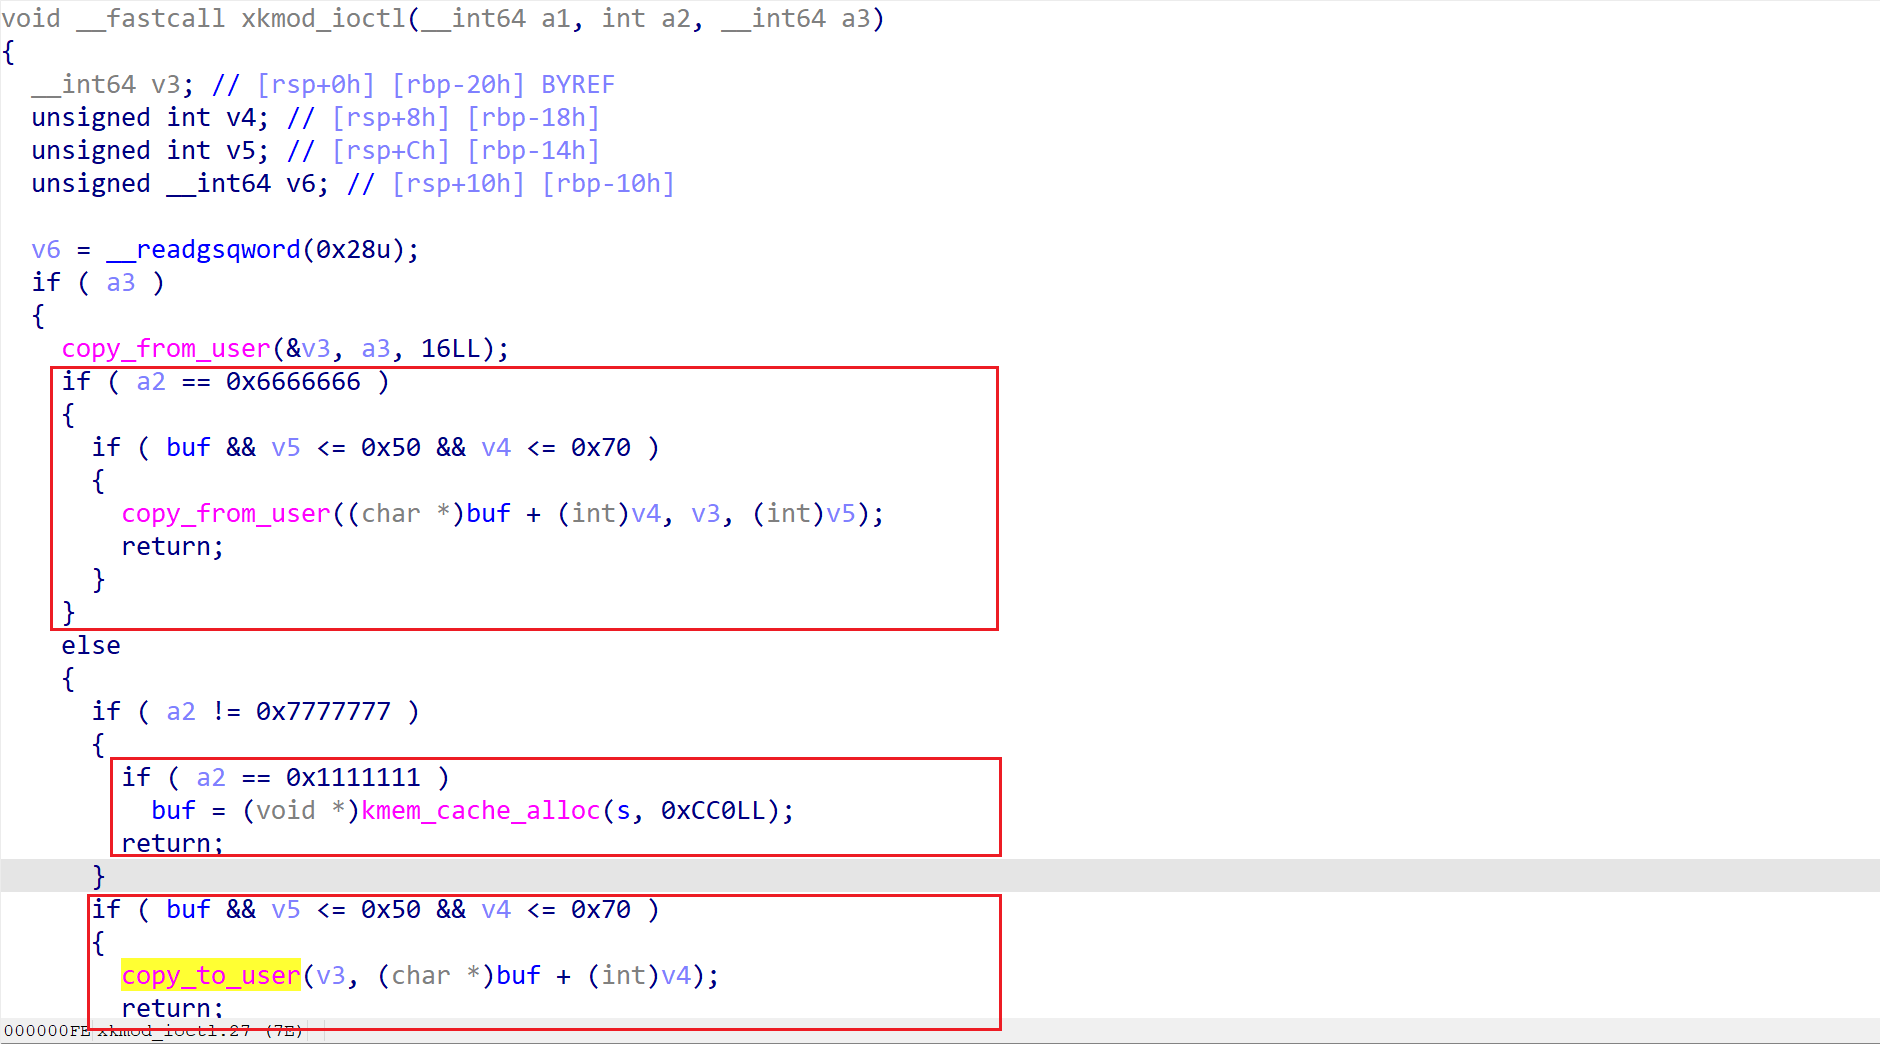 void __fastcall xkmod_ioctl(__int64 a1, int a2, __int64 a3)
{
  __int64 v3; // [rsp+0h] [rbp-20h] BYREF
  unsigned int v4; // [rsp+8h] [rbp-18h]
  unsigned int v5; // [rsp+Ch] [rbp-14h]
  unsigned __int64 v6; // [rsp+10h] [rbp-10h]
  v6 = __readgsqword(0x28u);
  if ( a3 )
  {
    copy_from_user(&v3, a3, 16LL);
    if ( a2 == 0x6666666 )
    {
      if ( buf && v5 <= 0x50 && v4 <= 0x70 )
      {
        copy_from_user((char *)buf + (int)v4, v3, (int)v5);
        return;
      }
    }
    else
    {
      if ( a2 != 0x7777777 )
      {
        if ( a2 == 0x1111111 )
          buf = (void *)kmem_cache_alloc(s, 0xCC0LL);
        return;
      }
      if ( buf && v5 <= 0x50 && v4 <= 0x70 )
      {
        copy_to_user(v3, (char *)buf + (int)v4);
        return;
000000FE xkmod_ioctl:27 (7E)